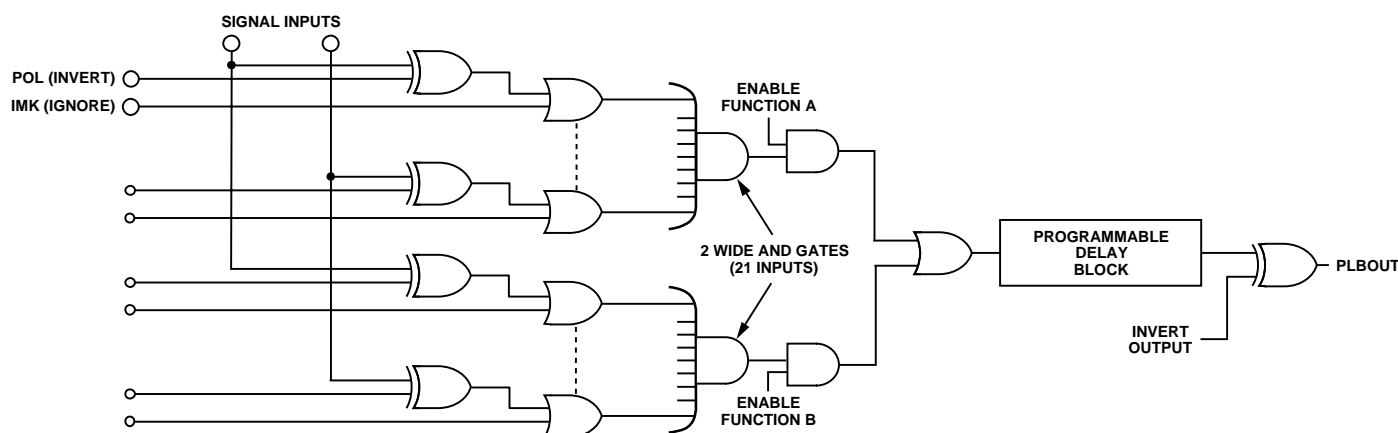 SIGNAL INPUTS
POL (INVERT)
IMK (IGNORE)
ENABLE
FUNCTION A
2 WIDE AND GATES
(21 INPUTS)
PROGRAMMABLE
DELAY
BLOCK
PLBOUT
INVERT
OUTPUT
ENABLE
FUNCTION B